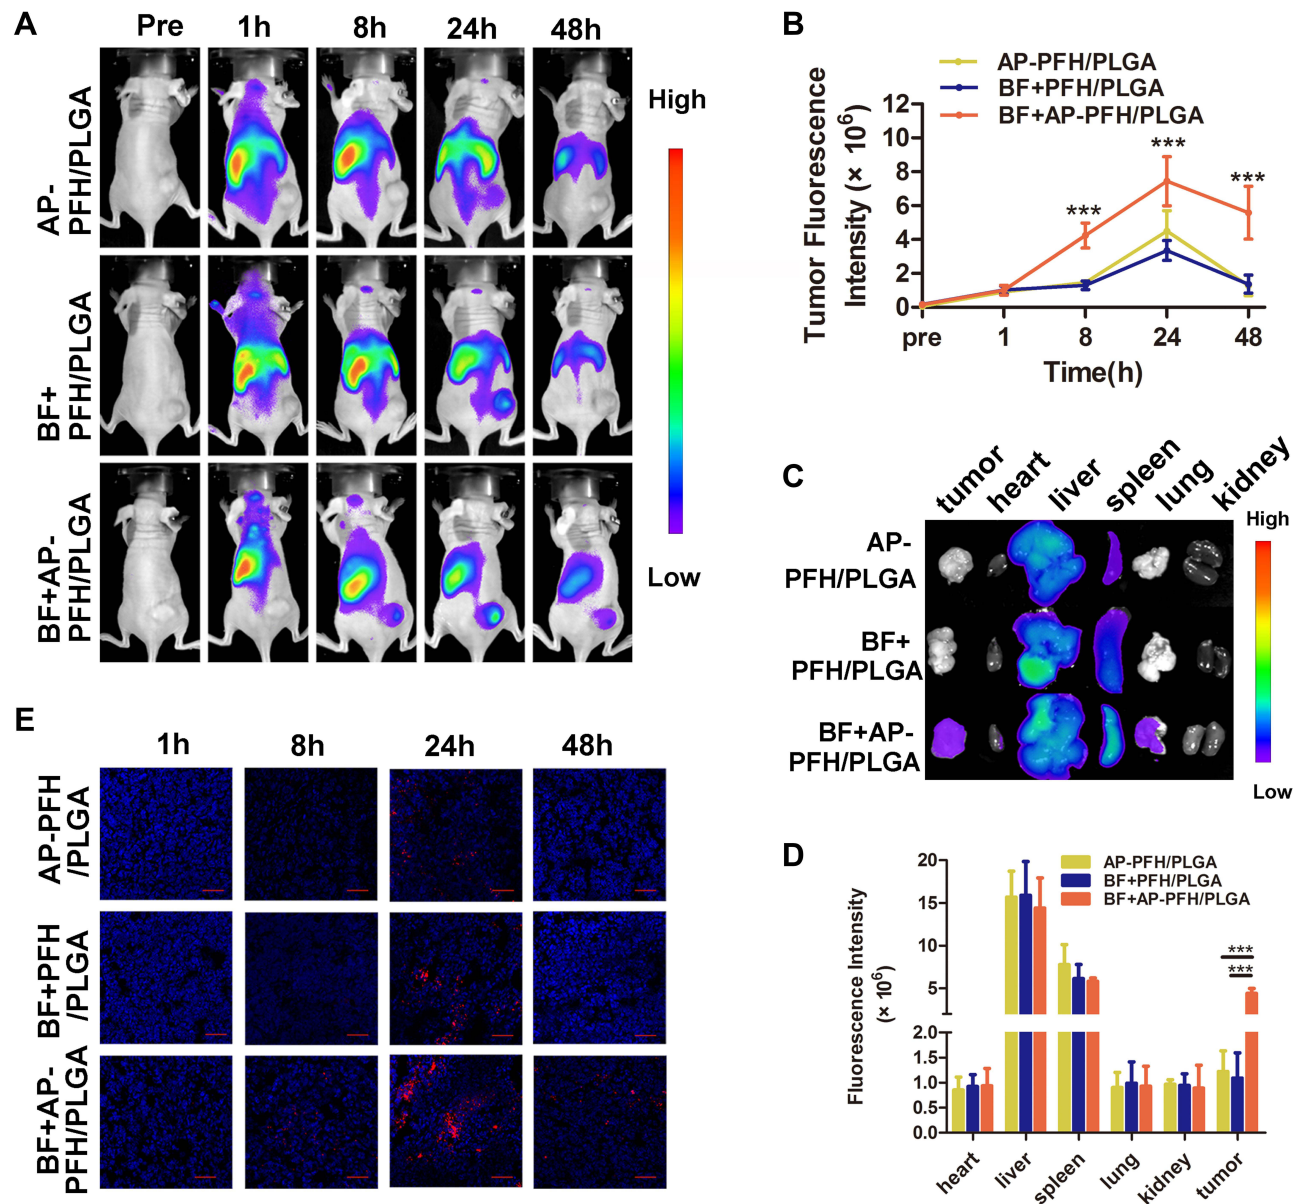 A
Pre 1h 8h 24h 48h
AP-
PFH/PLGA
BF+
PFH/PLGA
BF+AP-
PFH/PLGA
High
Low
B
AP-PFH/PLGA
BF+PFH/PLGA
BF+AP-PFH/PLGA
Tumor Fluorescence
Intensity (× 10⁶)
12
10
8
6
4
2
0
***
***
***
pre 1 8 24 48
Time(h)
C
tumor heart liver spleen lung kidney
AP-
PFH/PLGA
BF+
PFH/PLGA
BF+AP-
PFH/PLGA
High
Low
E
1h 8h 24h 48h
AP-PFH
/PLGA
BF+PFH
/PLGA
BF+AP-
PFH/PLGA
D
AP-PFH/PLGA
BF+PFH/PLGA
BF+AP-PFH/PLGA
Fluorescence Intensity
(× 10⁶)
20
15
10
5
2.0
1.5
1.0
0.5
0.0
***
***
heart liver spleen lung kidney tumor